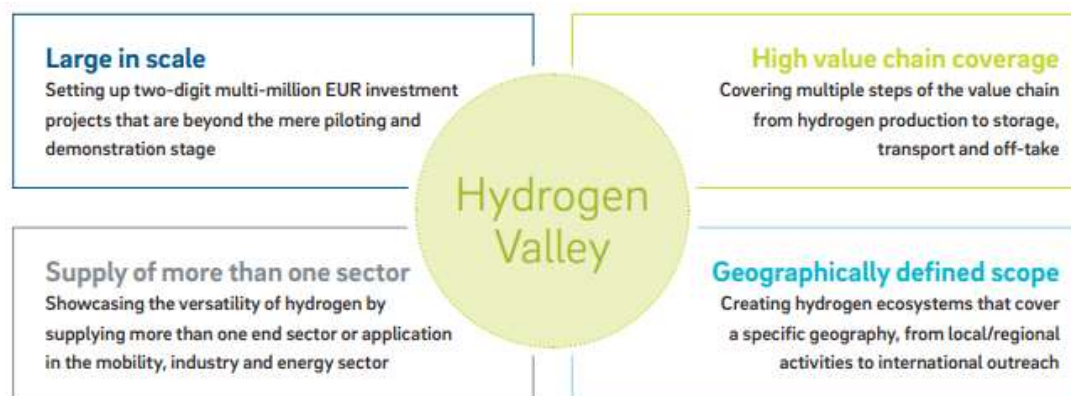 Large in scale
Setting up two-digit multi-million EUR investment
projects that are beyond the mere piloting and
demonstration stage
High value chain coverage
Covering multiple steps of the value chain
from hydrogen production to storage,
transport and off-take
Hydrogen
Valley
Supply of more than one sector
Showcasing the versatility of hydrogen by
supplying more than one end sector or application
in the mobility, industry and energy sector
Geographically defined scope
Creating hydrogen ecosystems that cover
a specific geography, from local/regional
activities to international outreach